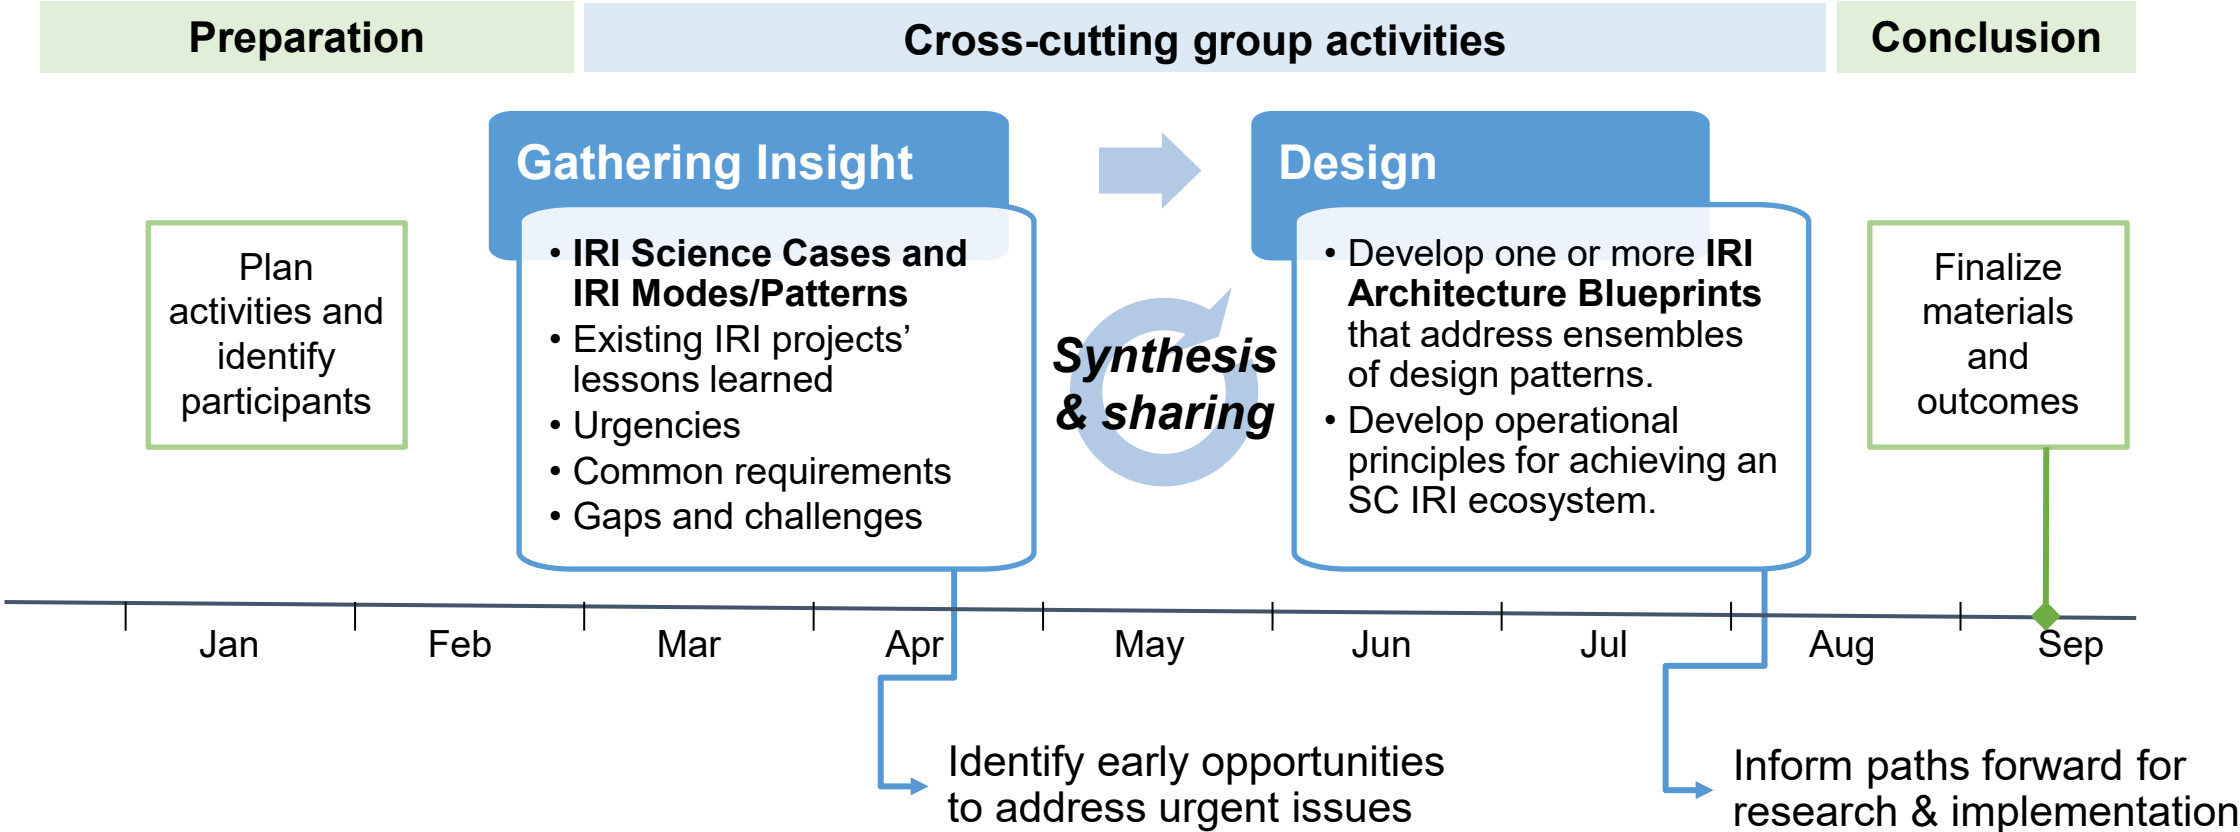 Preparation
Cross-cutting group activities
Conclusion
Plan
activities and
identify
participants
Gathering Insight
• IRI Science Cases and
IRI Modes/Patterns
• Existing IRI projects’
lessons learned
• Urgencies
• Common requirements
• Gaps and challenges
Synthesis
& sharing
Design
• Develop one or more IRI
Architecture Blueprints
that address ensembles
of design patterns.
• Develop operational
principles for achieving an
SC IRI ecosystem.
Finalize
materials
and
outcomes
Jan
Feb
Mar
Apr
May
Jun
Jul
Aug
Sep
Identify early opportunities
to address urgent issues
Inform paths forward for
research & implementation